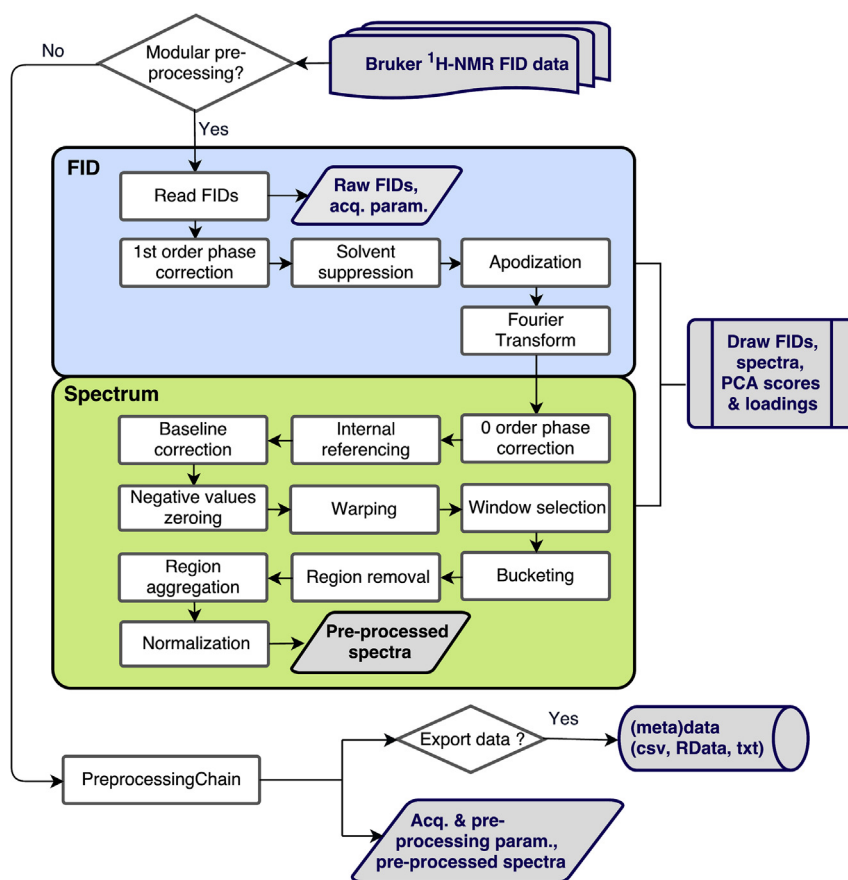 No
Modular pre-
processing?
Bruker ¹H-NMR FID data
Yes
FID
Read FIDs
Raw FIDs,
acq. param.
1st order phase
correction
Solvent
suppression
Apodization
Fourier
Transform
Draw FIDs,
spectra,
PCA scores
& loadings
Spectrum
Baseline
correction
Internal
referencing
0 order phase
correction
Negative values
zeroing
Warping
Window selection
Region
aggregation
Region removal
Bucketing
Normalization
Pre-processed
spectra
PreprocessingChain
Export data ?
Yes
(meta)data
(csv, RData, txt)
Acq. & pre-
processing param.,
pre-processed spectra